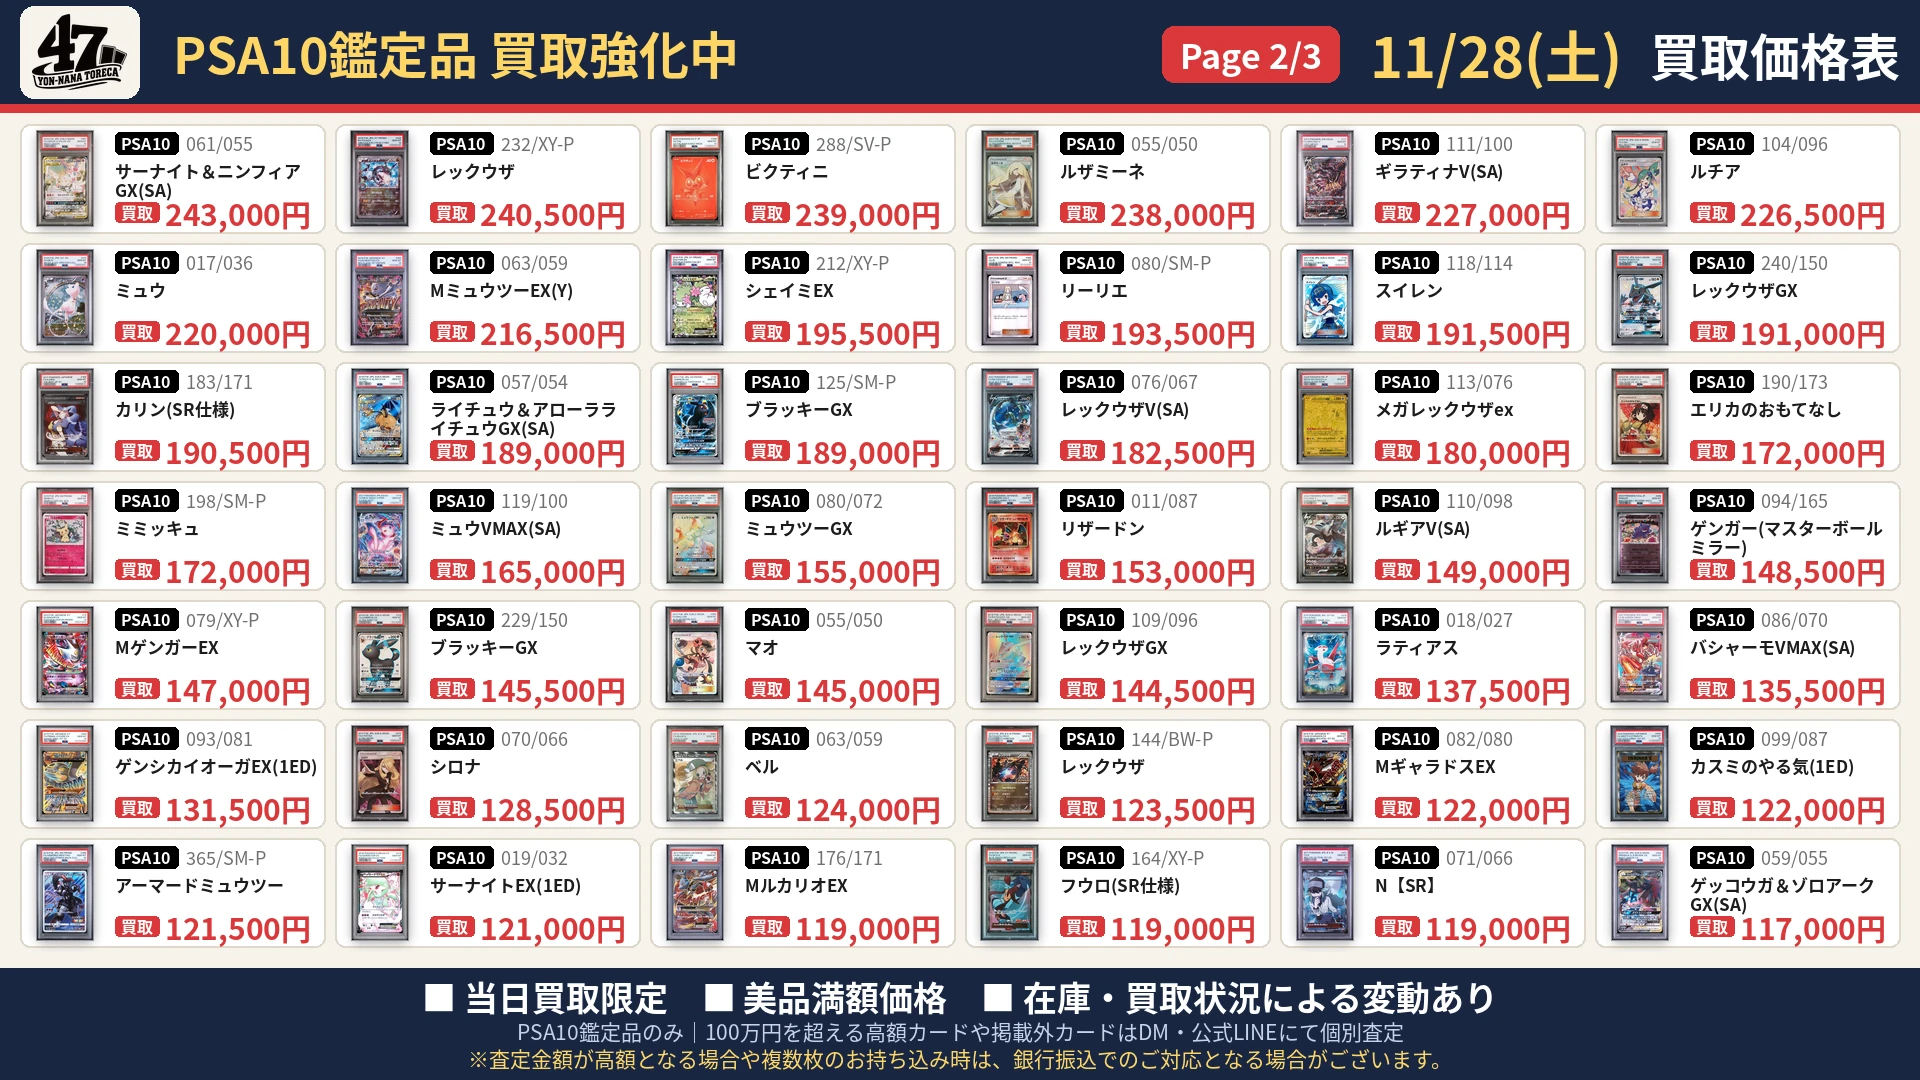 47
YON-NANA TORECA
PSA10鑑定品 買取強化中
Page 2/3
11/28(土) 買取価格表
PSA10 061/055
サーナイト＆ニンフィア
GX(SA)
買取 243,000円
PSA10 232/XY-P
レックウザ
買取 240,500円
PSA10 288/SV-P
ビクティニ
買取 239,000円
PSA10 055/050
ルザミーネ
買取 238,000円
PSA10 111/100
ギラティナV(SA)
買取 227,000円
PSA10 104/096
ルチア
買取 226,500円
PSA10 017/036
ミュウ
買取 220,000円
PSA10 063/059
MミュウツーEX(Y)
買取 216,500円
PSA10 212/XY-P
シェイミEX
買取 195,500円
PSA10 080/SM-P
リーリエ
買取 193,500円
PSA10 118/114
スイレン
買取 191,500円
PSA10 240/150
レックウザGX
買取 191,000円
PSA10 183/171
カリン(SR仕様)
買取 190,500円
PSA10 057/054
ライチュウ＆アローララ
イチュウGX(SA)
買取 189,000円
PSA10 125/SM-P
ブラッキーGX
買取 189,000円
PSA10 076/067
レックウザV(SA)
買取 182,500円
PSA10 113/076
メガレックウザex
買取 180,000円
PSA10 190/173
エリカのおもてなし
買取 172,000円
PSA10 198/SM-P
ミミッキュ
買取 172,000円
PSA10 119/100
ミュウVMAX(SA)
買取 165,000円
PSA10 080/072
ミュウツーGX
買取 155,000円
PSA10 011/087
リザードン
買取 153,000円
PSA10 110/098
ルギアV(SA)
買取 149,000円
PSA10 094/165
ゲンガー(マスターボール
ミラー)
買取 148,500円
PSA10 079/XY-P
MゲンガーEX
買取 147,000円
PSA10 229/150
ブラッキーGX
買取 145,500円
PSA10 055/050
マオ
買取 145,000円
PSA10 109/096
レックウザGX
買取 144,500円
PSA10 018/027
ラティアス
買取 137,500円
PSA10 086/070
バシャーモVMAX(SA)
買取 135,500円
PSA10 093/081
ゲンシカイオーガEX(1ED)
買取 131,500円
PSA10 070/066
シロナ
買取 128,500円
PSA10 063/059
ベル
買取 124,000円
PSA10 144/BW-P
レックウザ
買取 123,500円
PSA10 082/080
MギャラドスEX
買取 122,000円
PSA10 099/087
カスミのやる気(1ED)
買取 122,000円
PSA10 365/SM-P
アーマードミュウツー
買取 121,500円
PSA10 019/032
サーナイトEX(1ED)
買取 121,000円
PSA10 176/171
MルカリオEX
買取 119,000円
PSA10 164/XY-P
フウロ(SR仕様)
買取 119,000円
PSA10 071/066
N【SR】
買取 119,000円
PSA10 059/055
ゲッコウガ＆ゾロアーク
GX(SA)
買取 117,000円
■ 当日買取限定 ■ 美品満額価格 ■ 在庫・買取状況による変動あり
PSA10鑑定品のみ｜100万円を超える高額カードや掲載外カードはDM・公式LINEにて個別査定
※査定金額が高額となる場合や複数枚のお持ち込み時は、銀行振込でのご対応となる場合がございます。